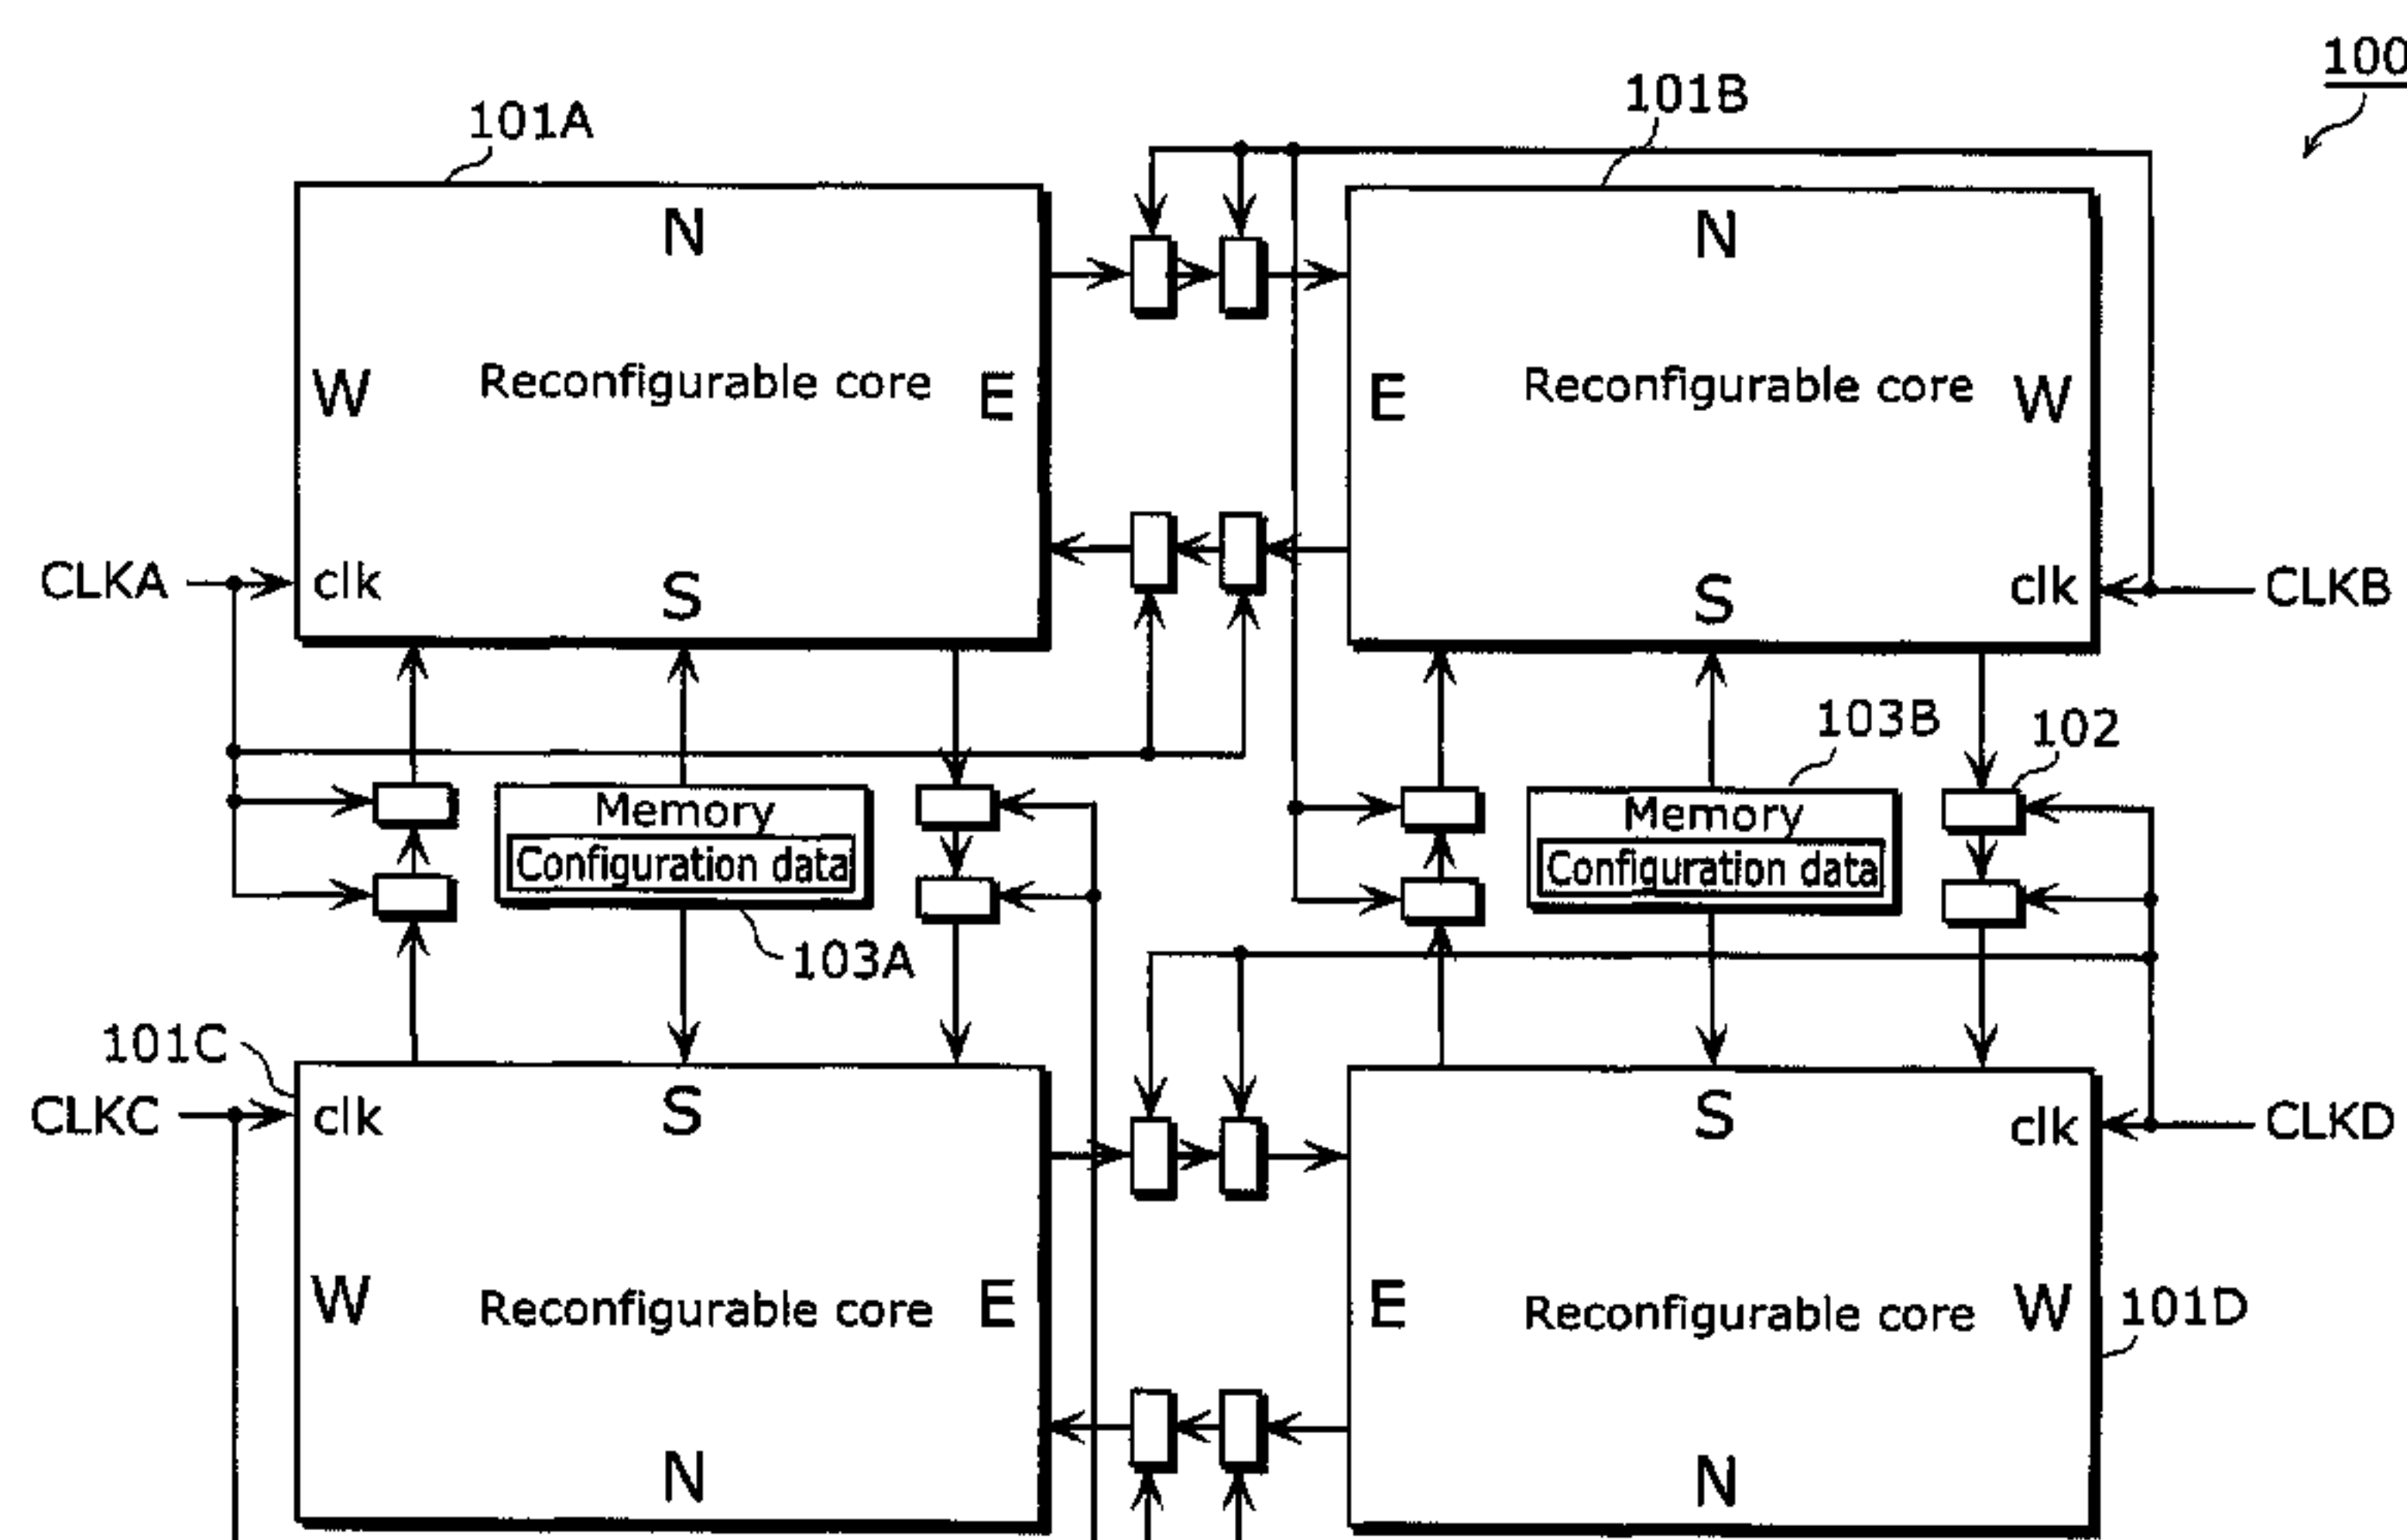 100
101A
101B
N
N
W
Reconfigurable core
E
E
Reconfigurable core
W
CLKA
clk
S
S
clk
CLKB
103B
102
Memory
Configuration data
Memory
Configuration data
103A
101C
CLKC
clk
S
S
clk
CLKD
W
Reconfigurable core
E
E
Reconfigurable core
W
101D
N
N